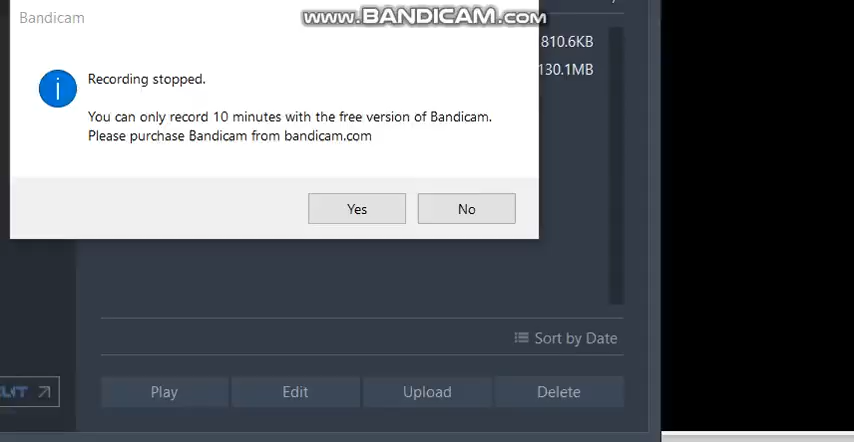 www.BANDICAM.com
Bandicam
810.6KB
130.1MB
Recording stopped.
You can only record 10 minutes with the free version of Bandicam.
Please purchase Bandicam from bandicam.com
Yes
No
Sort by Date
Play
Edit
Upload
Delete